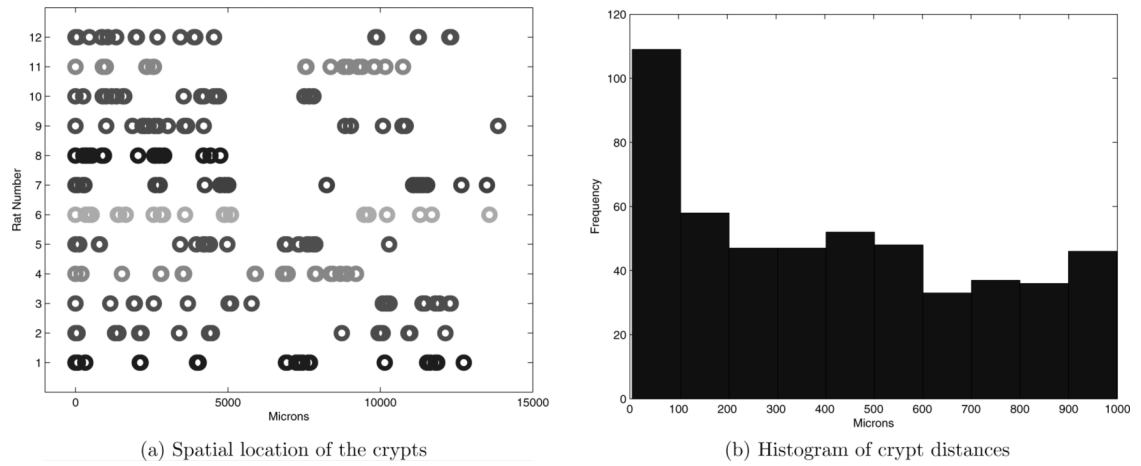 12
11
10
9
8
7
6
5
4
3
2
1
Rat Number
0 5000 10000 15000
Microns
(a) Spatial location of the crypts
120
100
80
60
40
20
0
Frequency
0 100 200 300 400 500 600 700 800 900 1000
Microns
(b) Histogram of crypt distances